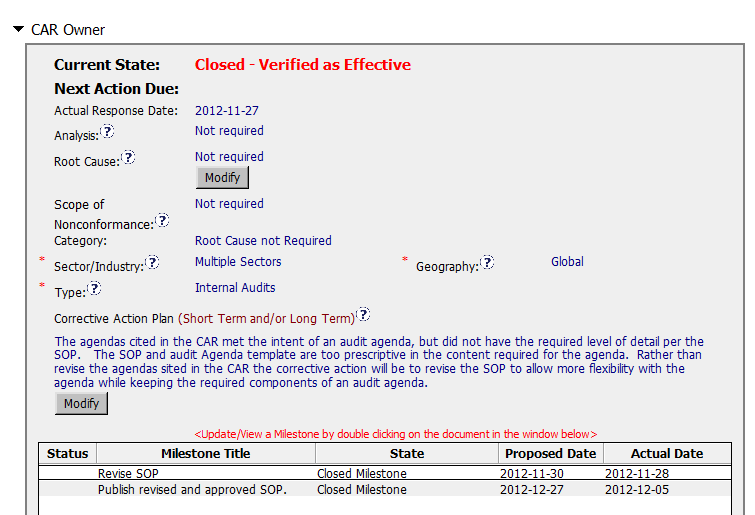 CAR Owner
Current State: Closed - Verified as Effective
Next Action Due:
Actual Response Date: 2012-11-27
Analysis: ? Not required
Root Cause: ? Not required
Modify
Scope of Not required
Nonconformance: ?
Category: Root Cause not Required
* Sector/Industry: ? Multiple Sectors * Geography: ? Global
* Type: ? Internal Audits
Corrective Action Plan (Short Term and/or Long Term) ?
The agendas cited in the CAR met the intent of an audit agenda, but did not have the required level of detail per the
SOP. The SOP and audit Agenda template are too prescriptive in the content required for the agenda. Rather than
revise the agendas sited in the CAR the corrective action will be to revise the SOP to allow more flexibility with the
agenda while keeping the required components of an audit agenda.
Modify
<Update/View a Milestone by double clicking on the document in the window below>
Status Milestone Title State Proposed Date Actual Date
Revise SOP Closed Milestone 2012-11-30 2012-11-28
Publish revised and approved SOP. Closed Milestone 2012-12-27 2012-12-05